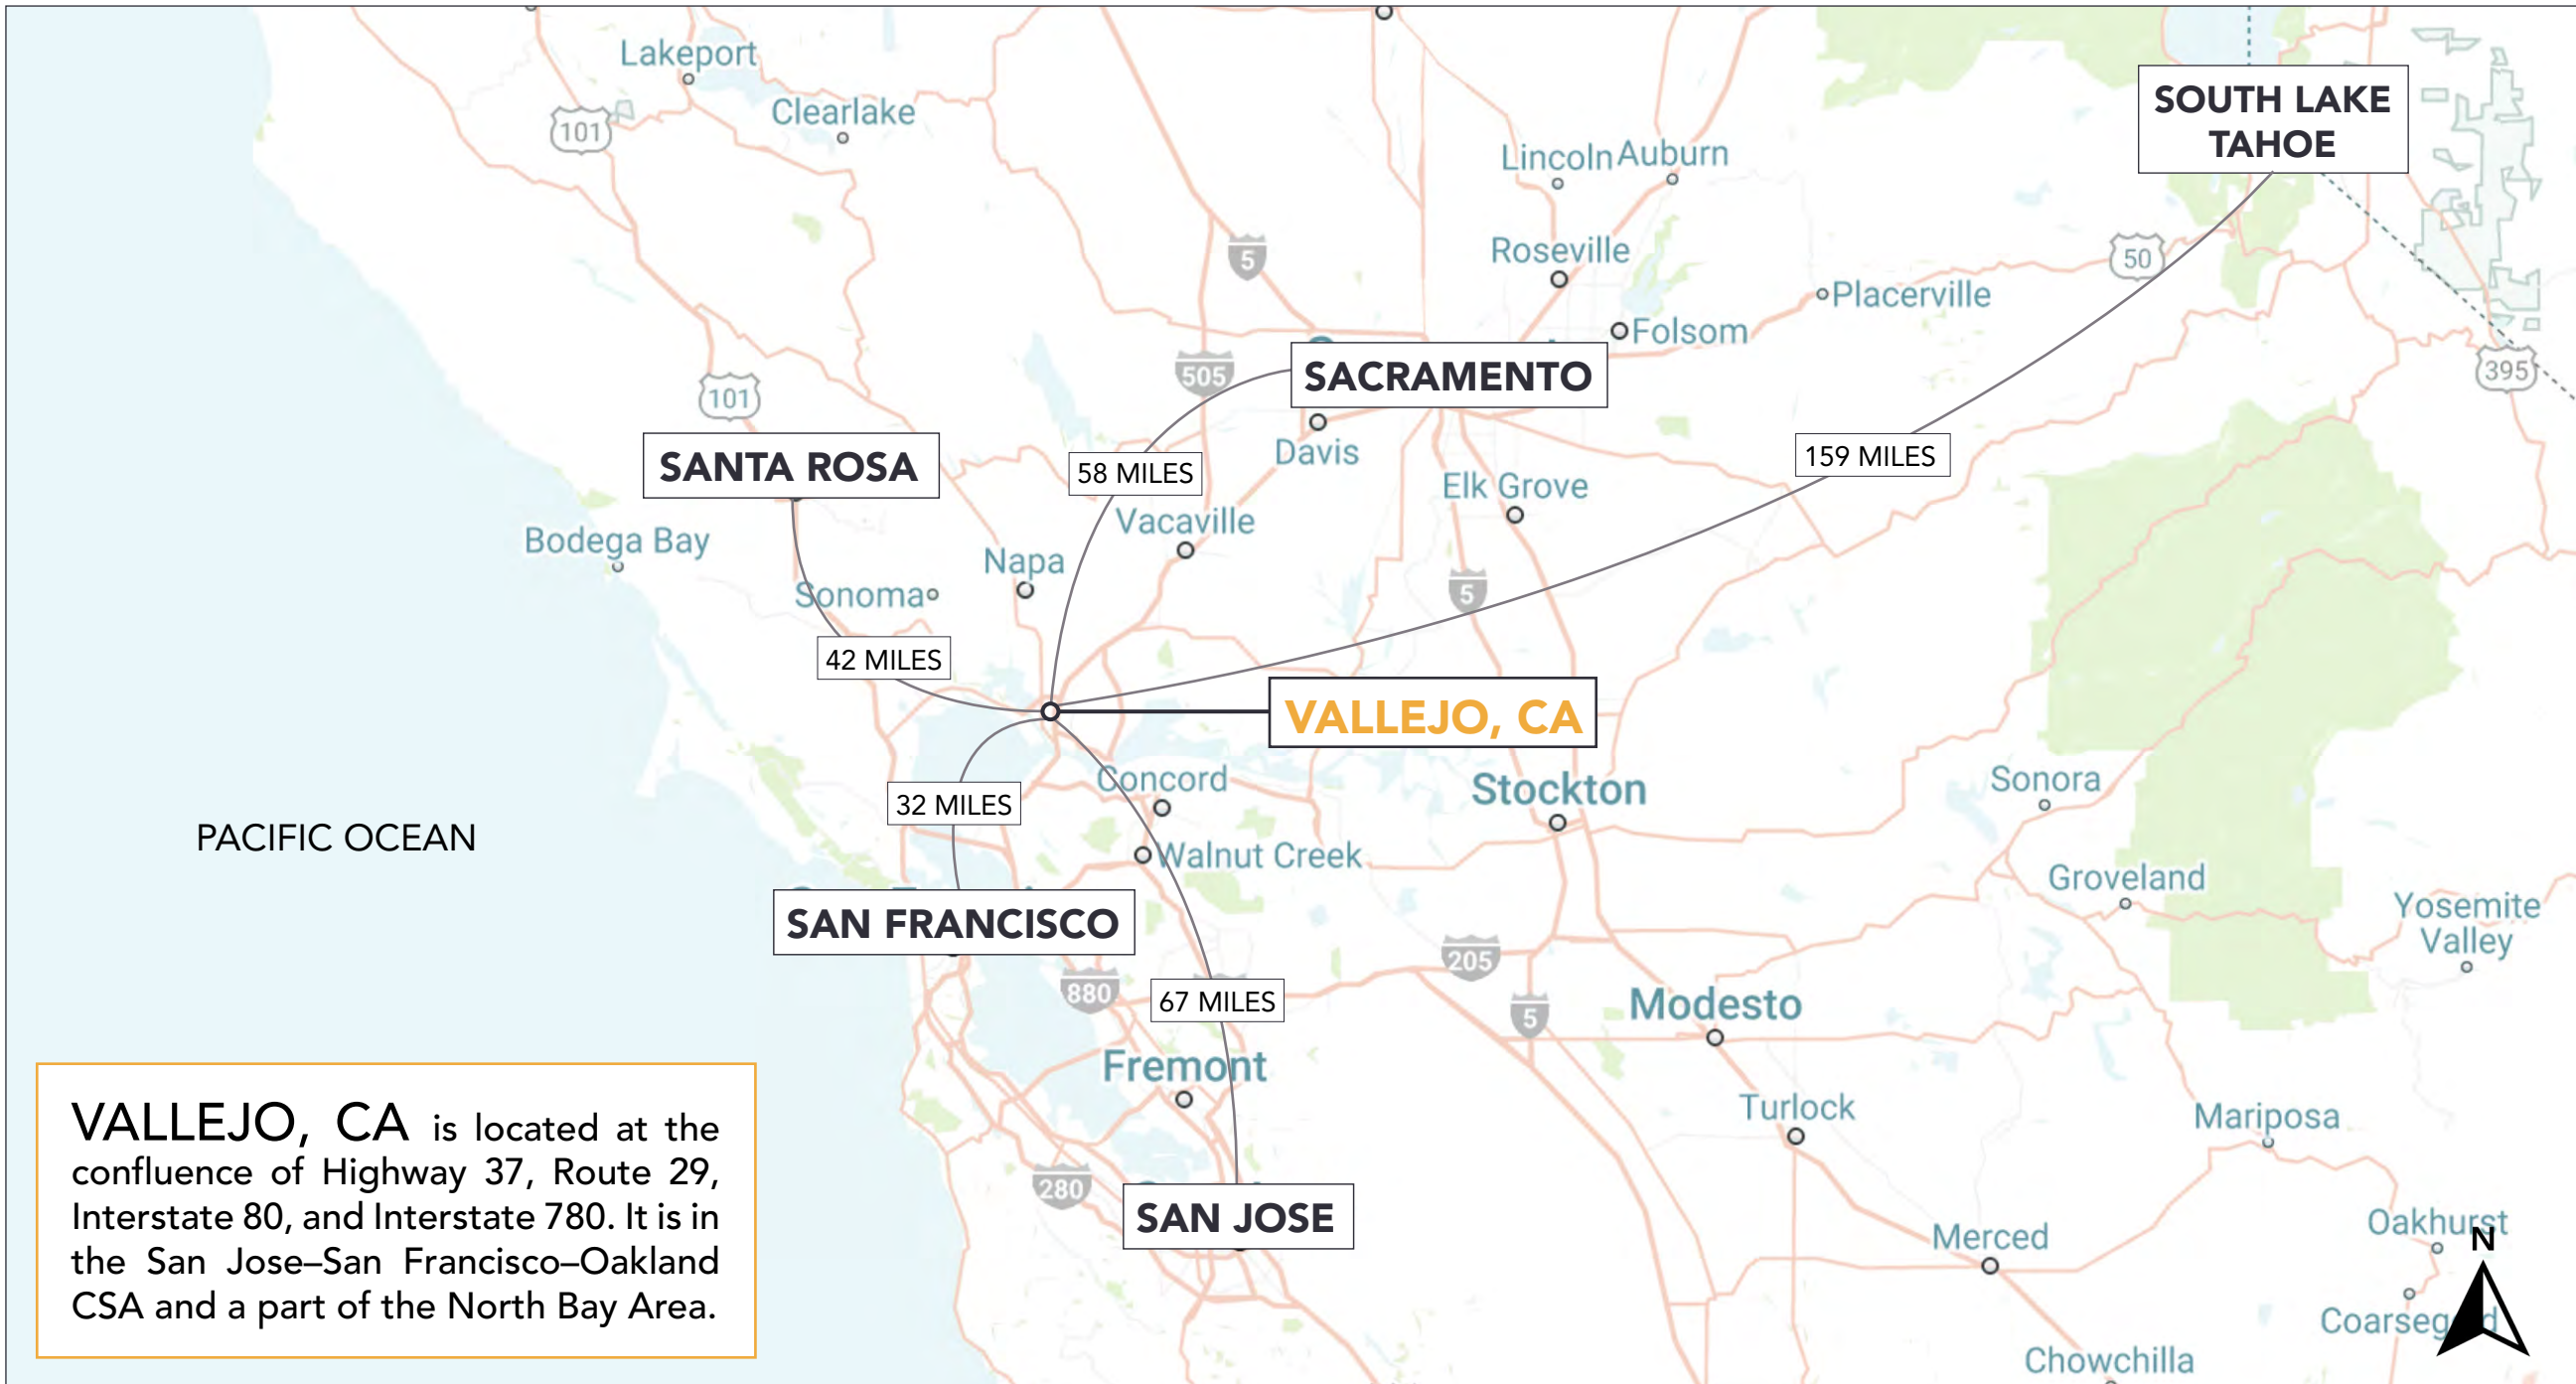 Lakeport
Clearlake
101
SOUTH LAKE
TAHOE
Lincoln
Auburn
Roseville
5
50
Placerville
Folsom
505
SACRAMENTO
395
101
Davis
SANTA ROSA
58 MILES
159 MILES
Elk Grove
Vacaville
Bodega Bay
Napa
Sonoma
5
42 MILES
VALLEJO, CA
Concord
Stockton
Sonora
32 MILES
PACIFIC OCEAN
Walnut Creek
Groveland
SAN FRANCISCO
Yosemite
Valley
205
880
67 MILES
Modesto
5
Fremont
Turlock
Mariposa
VALLEJO, CA is located at the
confluence of Highway 37, Route 29,
Interstate 80, and Interstate 780. It is in
the San Jose–San Francisco–Oakland
CSA and a part of the North Bay Area.
280
SAN JOSE
Merced
Oakhurst
N
Chowchilla